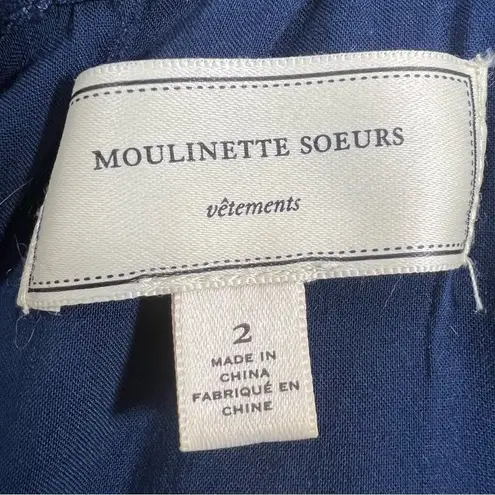 MOULINETTE SOEURS
vêtements
2
MADE IN
CHINA
FABRIQUÉ EN
CHINE